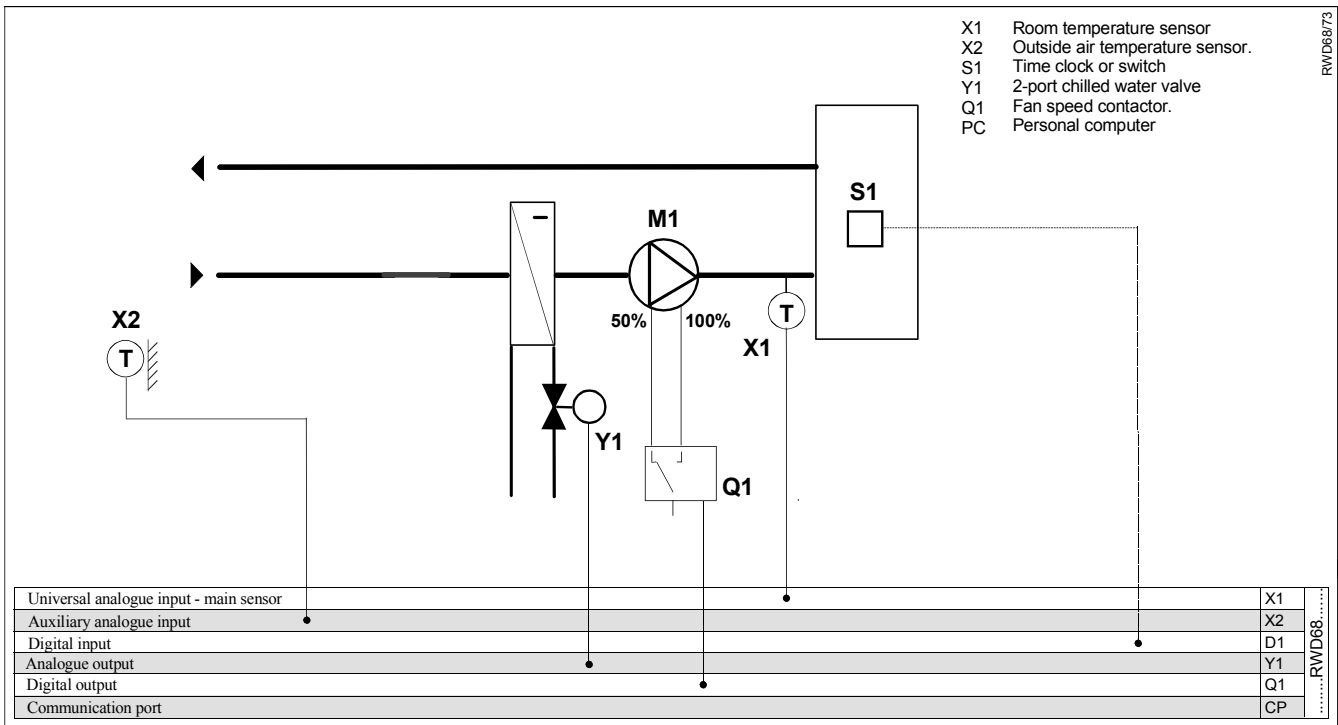 X1 Room temperature sensor
X2 Outside air temperature sensor.
S1 Time clock or switch
Y1 2-port chilled water valve
Q1 Fan speed contactor.
PC Personal computer
RWD68/73
S1
M1
X2
T
50% 100%
T
X1
Y1
Q1
Universal analogue input - main sensor X1
Auxiliary analogue input X2
Digital input D1
Analogue output Y1
Digital output Q1
Communication port CP
.......RWD68.......